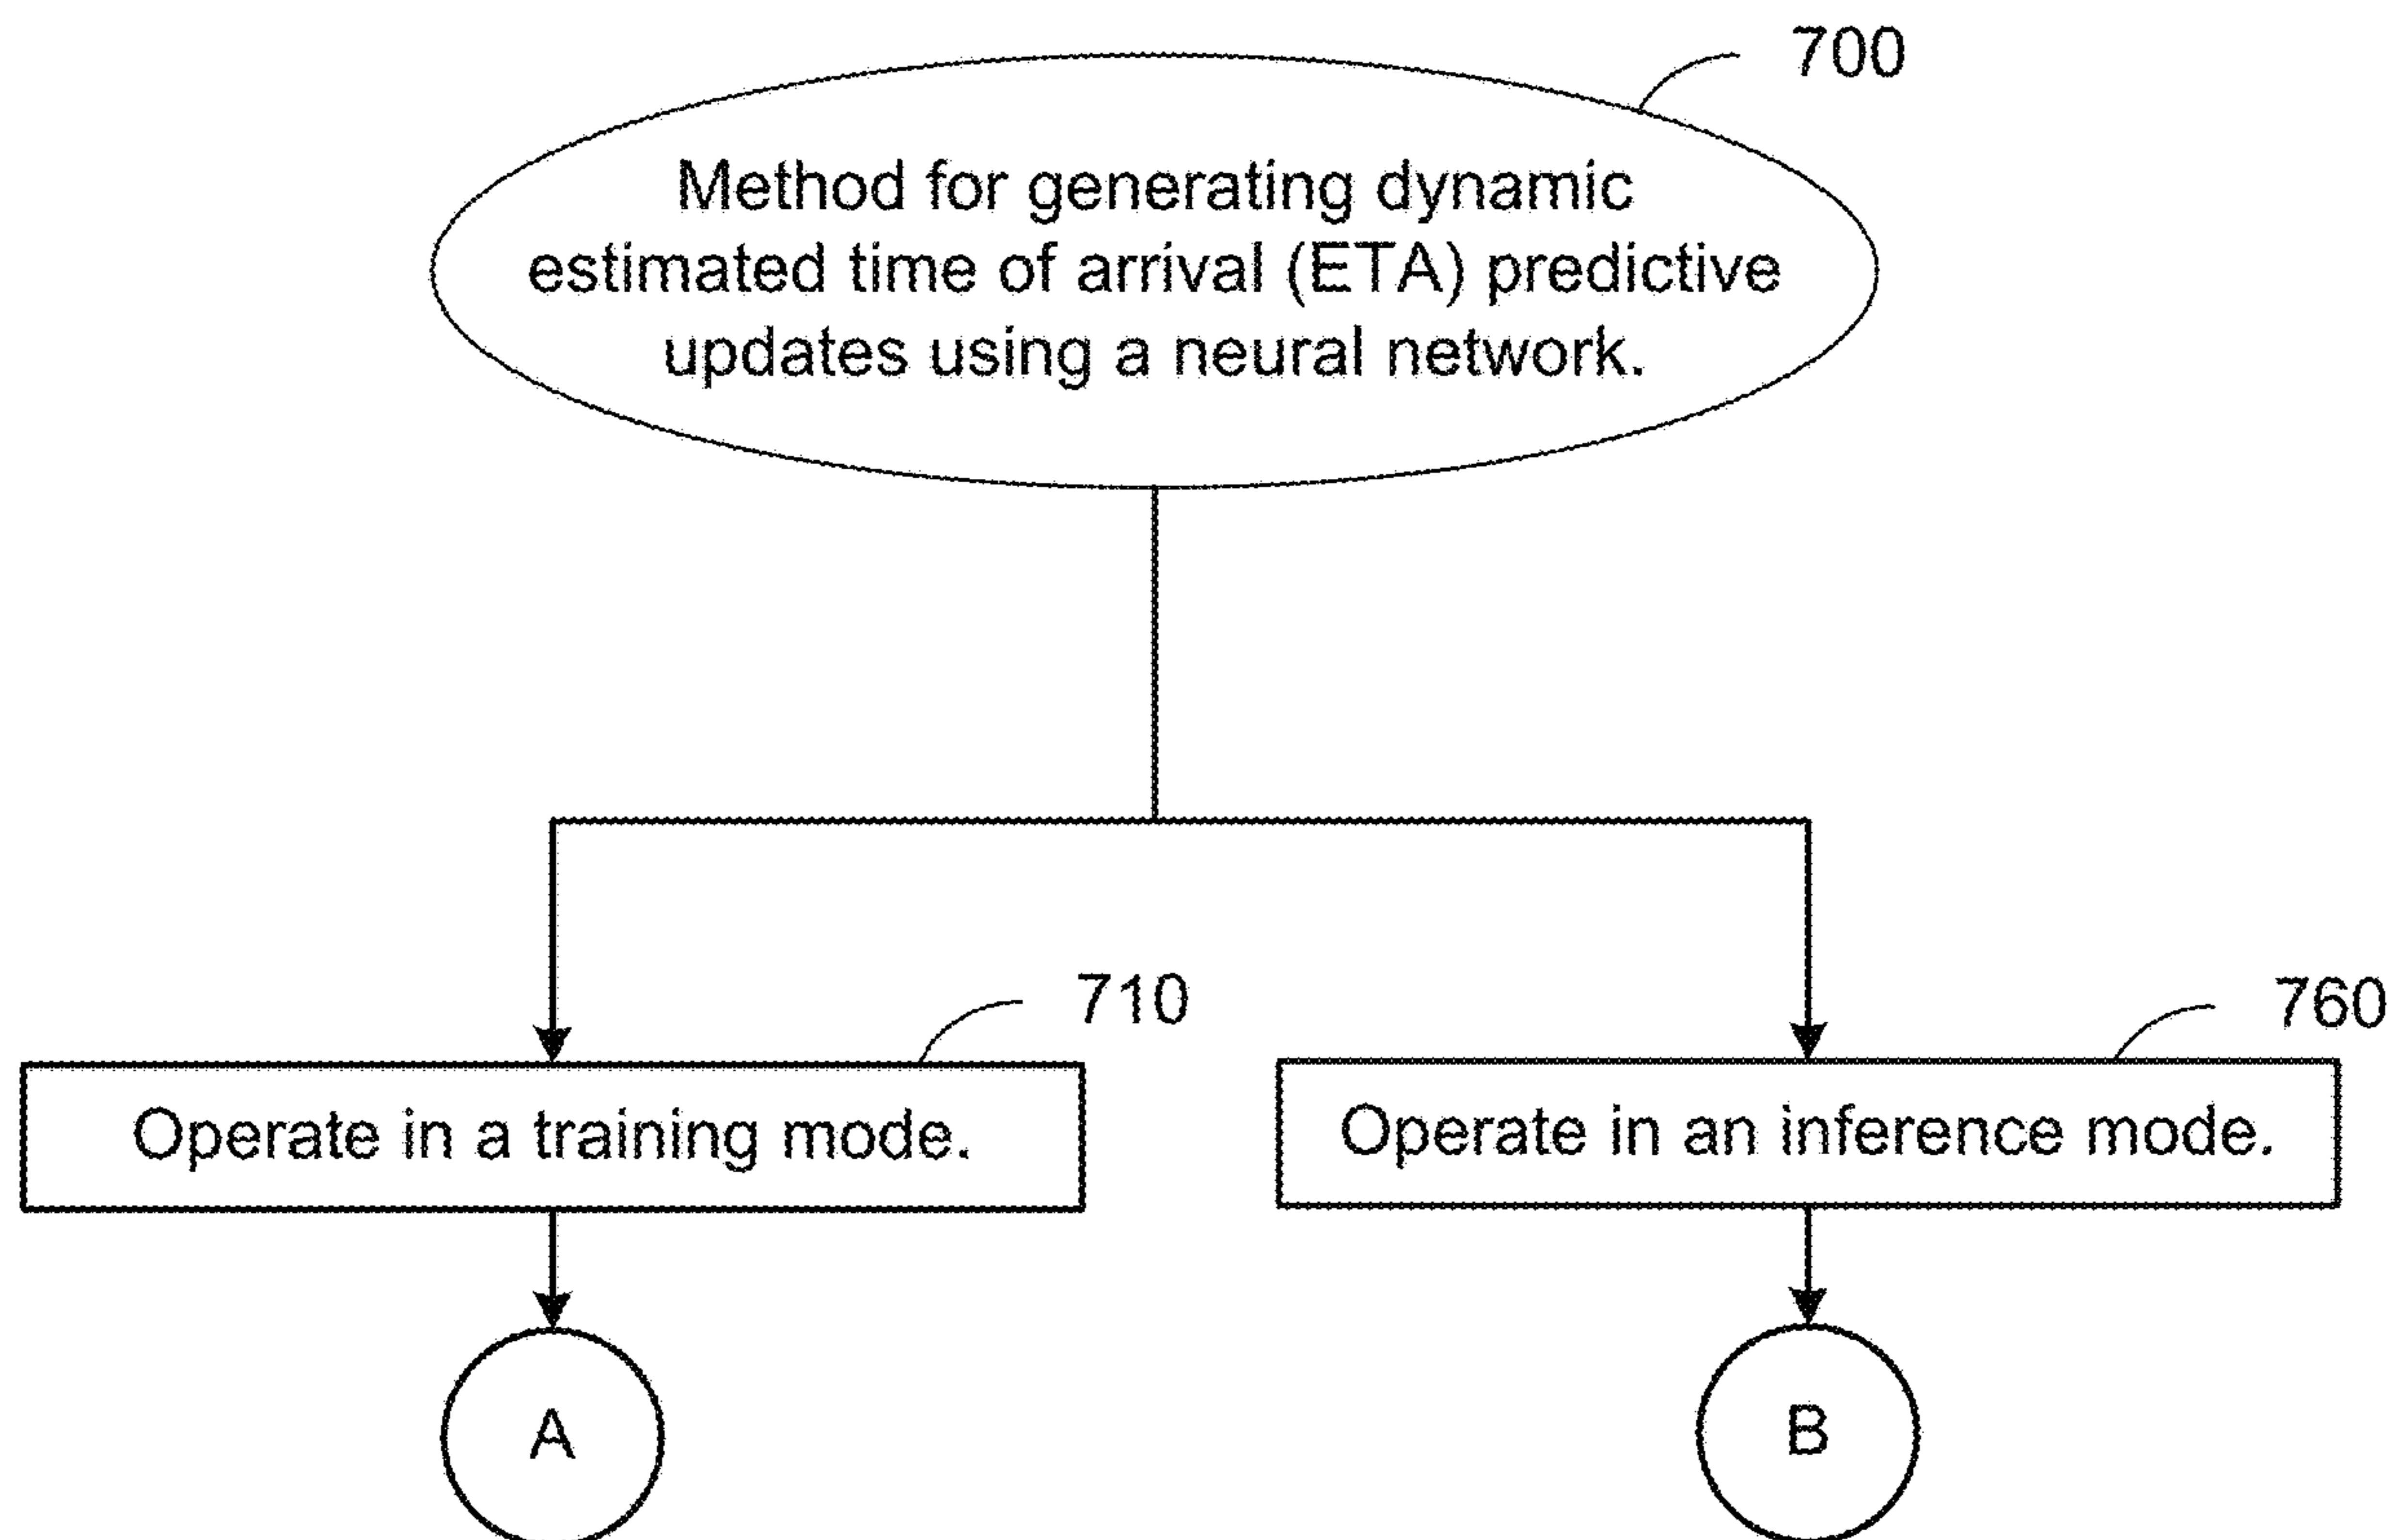 700
Method for generating dynamic
estimated time of arrival (ETA) predictive
updates using a neural network.
710
760
Operate in a training mode.
Operate in an inference mode.
A
B